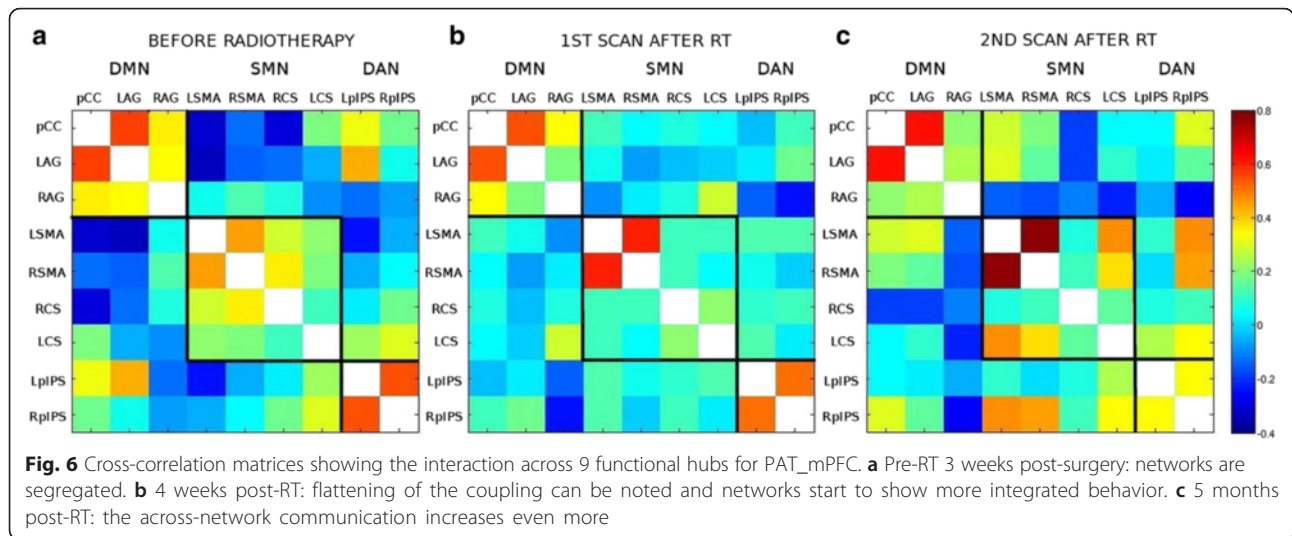 a BEFORE RADIOTHERAPY
DMN SMN DAN
pCC LAG RAG LSMA RSMA RCS LCS LpIPS RpIPS
pCC
LAG
RAG
LSMA
RSMA
RCS
LCS
LpIPS
RpIPS
b 1ST SCAN AFTER RT
DMN SMN DAN
pCC LAG RAG LSMA RSMA RCS LCS LpIPS RpIPS
pCC
LAG
RAG
LSMA
RSMA
RCS
LCS
LpIPS
RpIPS
c 2ND SCAN AFTER RT
DMN SMN DAN
pCC LAG RAG LSMA RSMA RCS LCS LpIPS RpIPS
pCC
LAG
RAG
LSMA
RSMA
RCS
LCS
LpIPS
RpIPS
0.8
0.6
0.4
0.2
0
-0.2
-0.4
Fig. 6 Cross-correlation matrices showing the interaction across 9 functional hubs for PAT_mPFC. a Pre-RT 3 weeks post-surgery: networks are
segregated. b 4 weeks post-RT: flattening of the coupling can be noted and networks start to show more integrated behavior. c 5 months
post-RT: the across-network communication increases even more